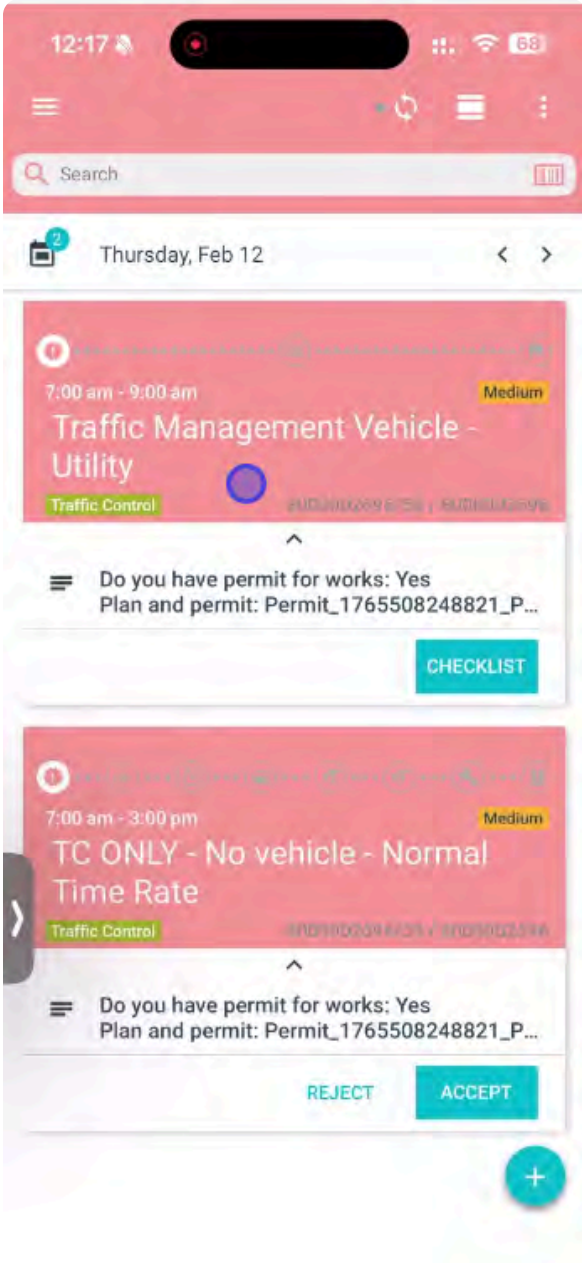 12:17
68
Search
2
Thursday, Feb 12
7:00 am - 9:00 am
Medium
Traffic Management Vehicle -
Utility
Traffic Control
Do you have permit for works: Yes
Plan and permit: Permit_1765508248821_P...
CHECKLIST
7:00 am - 3:00 pm
Medium
TC ONLY - No vehicle - Normal
Time Rate
Traffic Control
Do you have permit for works: Yes
Plan and permit: Permit_1765508248821_P...
REJECT
ACCEPT